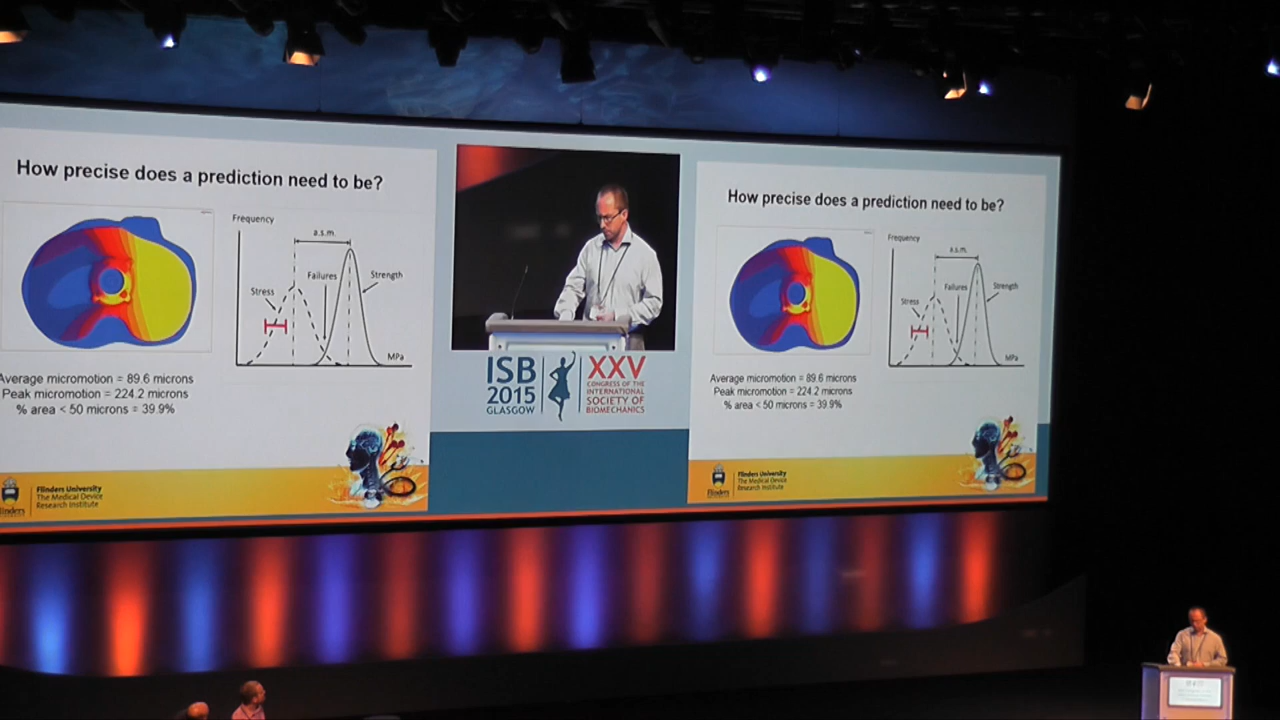 How precise does a prediction need to be?
Frequency
a.s.m.
Failures
Strength
Stress
MPa
Average micromotion = 89.6 microns
Peak micromotion = 224.2 microns
% area < 50 microns = 39.9%
Flinders
Flinders University
The Medical Device
Research Institute
ISB
2015
GLASGOW
XXV
CONGRESS OF THE
INTERNATIONAL
SOCIETY OF
BIOMECHANICS
How precise does a prediction need to be?
Frequency
a.s.m.
Failures
Strength
Stress
MPa
Average micromotion = 89.6 microns
Peak micromotion = 224.2 microns
% area < 50 microns = 39.9%
Flinders
Flinders University
The Medical Device
Research Institute